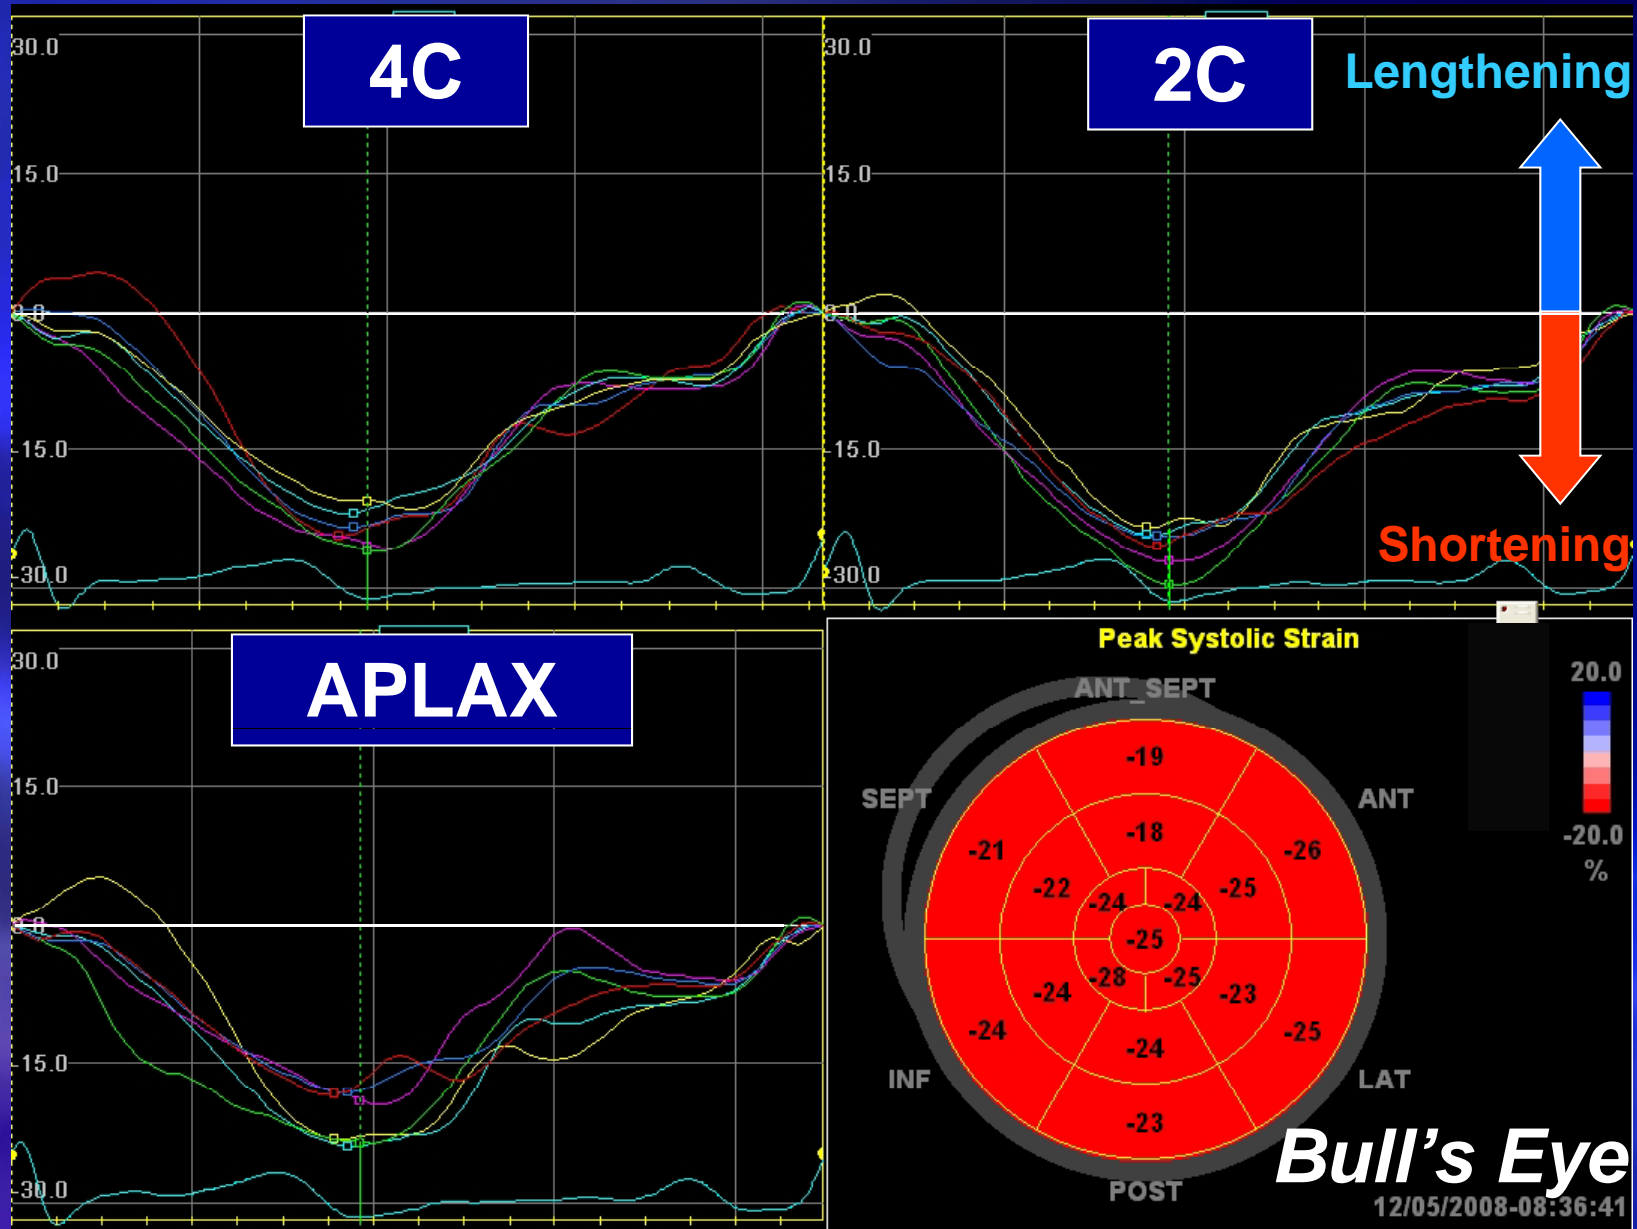 4C
30.0
15.0
0.0
-15.0
-30.0
2C
Lengthening
30.0
15.0
0.0
-15.0
-30.0
Shortening
APLAX
30.0
15.0
0.0
-15.0
-30.0
Peak Systolic Strain
20.0
-20.0
%
ANT_SEPT
SEPT
ANT
-19
-18
-21
-26
-22
-25
-24
-24
-25
-28
-25
-24
-23
-24
-25
-24
-23
INF
LAT
POST
Bull's Eye
12/05/2008-08:36:41